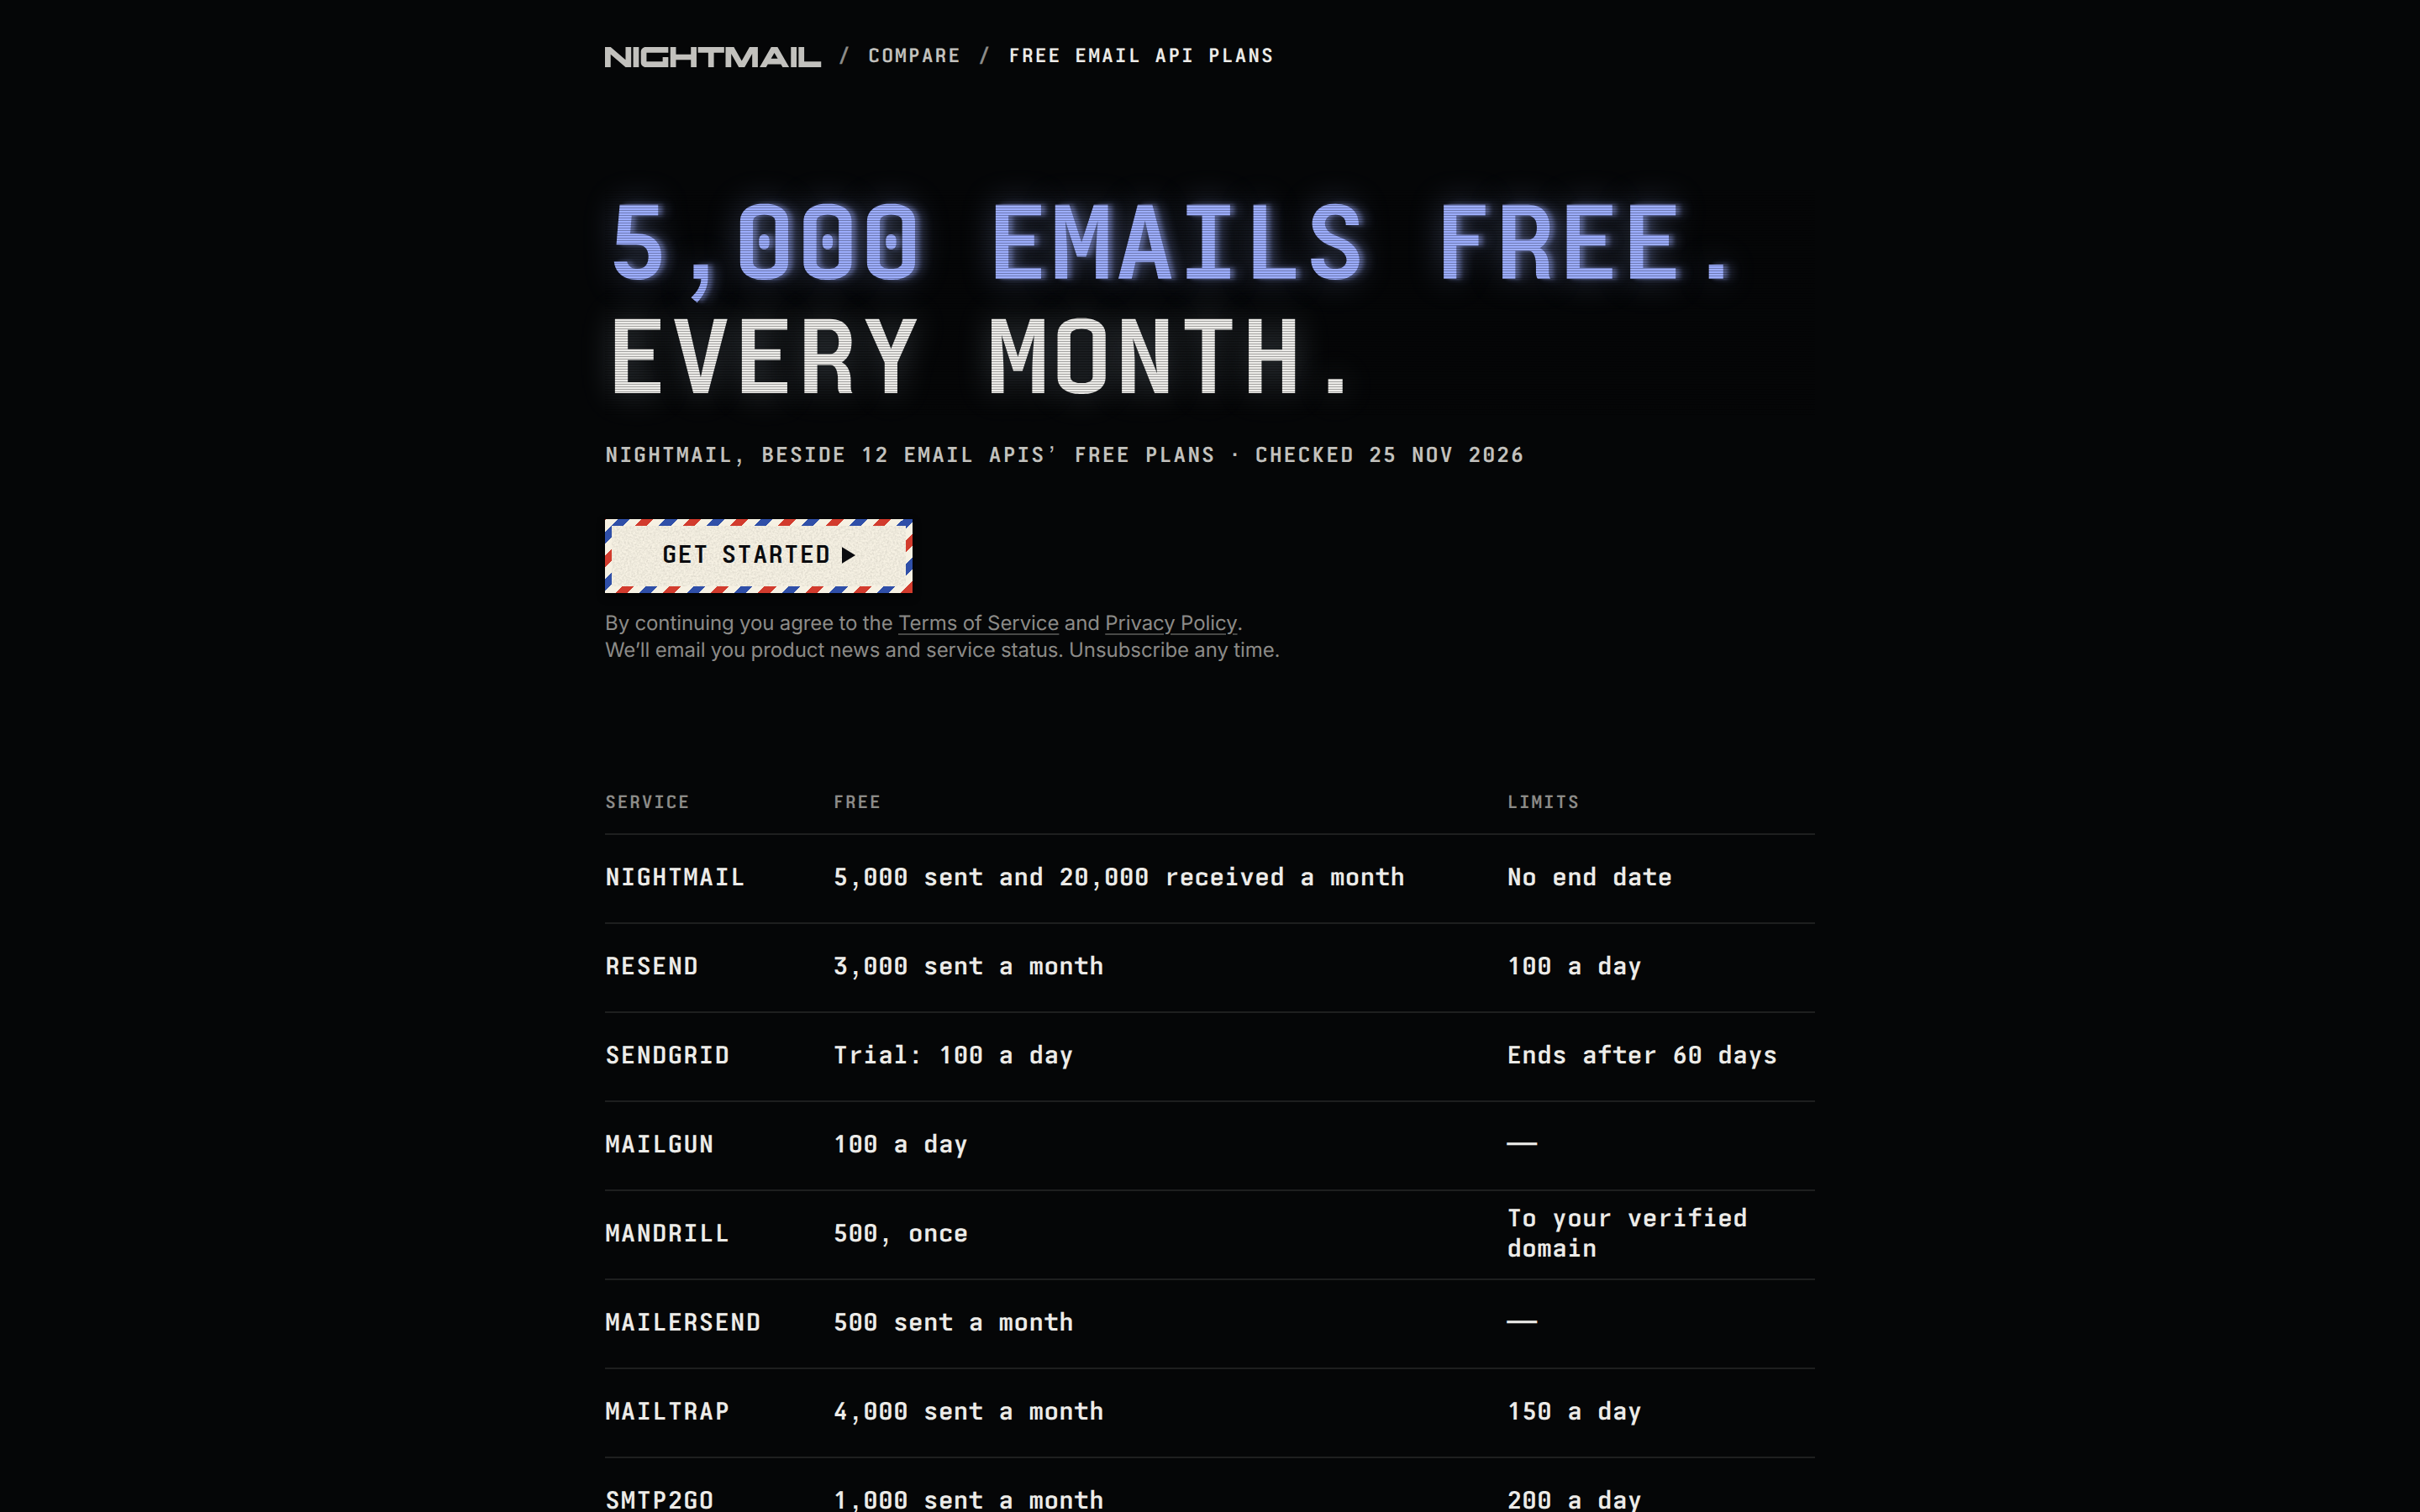 NIGHTMAIL / COMPARE / FREE EMAIL API PLANS
5,000 EMAILS FREE.
EVERY MONTH.
NIGHTMAIL, BESIDE 12 EMAIL APIS’ FREE PLANS · CHECKED 25 NOV 2026
GET STARTED ▶
By continuing you agree to the Terms of Service and Privacy Policy.
We’ll email you product news and service status. Unsubscribe any time.
SERVICE FREE LIMITS
NIGHTMAIL 5,000 sent and 20,000 received a month No end date
RESEND 3,000 sent a month 100 a day
SENDGRID Trial: 100 a day Ends after 60 days
MAILGUN 100 a day —
MANDRILL 500, once To your verified domain
MAILERSEND 500 sent a month —
MAILTRAP 4,000 sent a month 150 a day
SMTP2GO 1,000 sent a month 200 a day